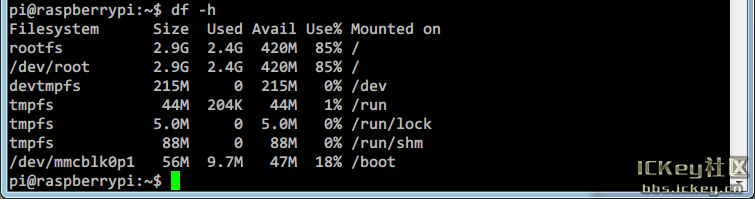 pi@raspberrypi:~$ df -h
Filesystem      Size  Used Avail Use% Mounted on
rootfs          2.9G  2.4G  420M  85% /
/dev/root       2.9G  2.4G  420M  85% /
devtmpfs        215M     0  215M   0% /dev
tmpfs            44M  204K   44M   1% /run
tmpfs           5.0M     0  5.0M   0% /run/lock
tmpfs            88M     0   88M   0% /run/shm
/dev/mmcblk0p1   56M  9.7M   47M  18% /boot
pi@raspberrypi:~$
ICKey社区
bbs.ickey.cn